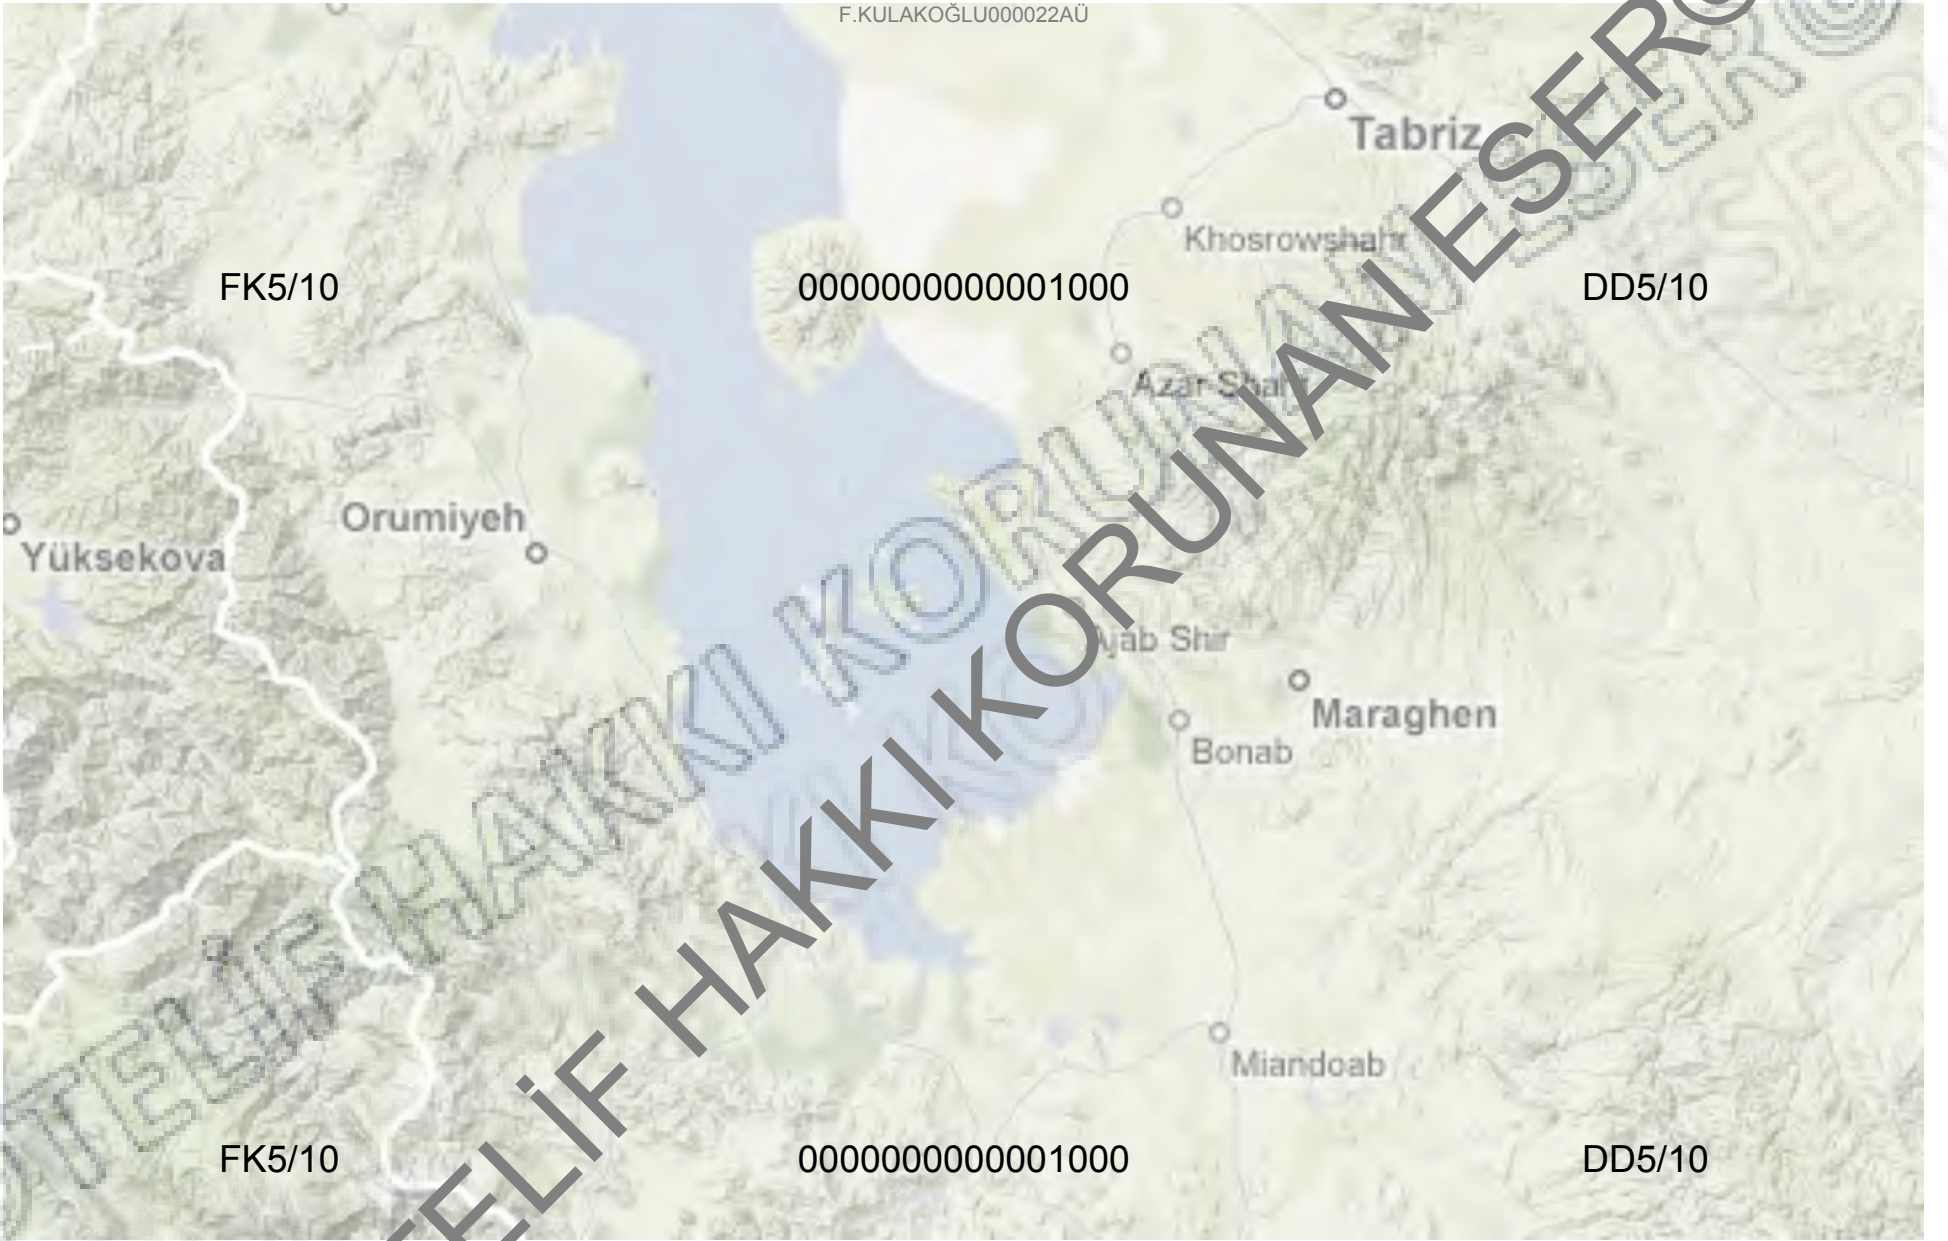 F.KULAKOĞLU000022AÜ
Tabriz
Khosrowshahr
FK5/10 0000000000001000 DD5/10
Azar Shahr
Orumiyeh
Yüksekova
Ajab Shir
Maraghen
Bonab
TELİF HAKKI KORUNAN ESER©
TELİF HAKKI KORUNAN ESER©
Miandoab
FK5/10 0000000000001000 DD5/10